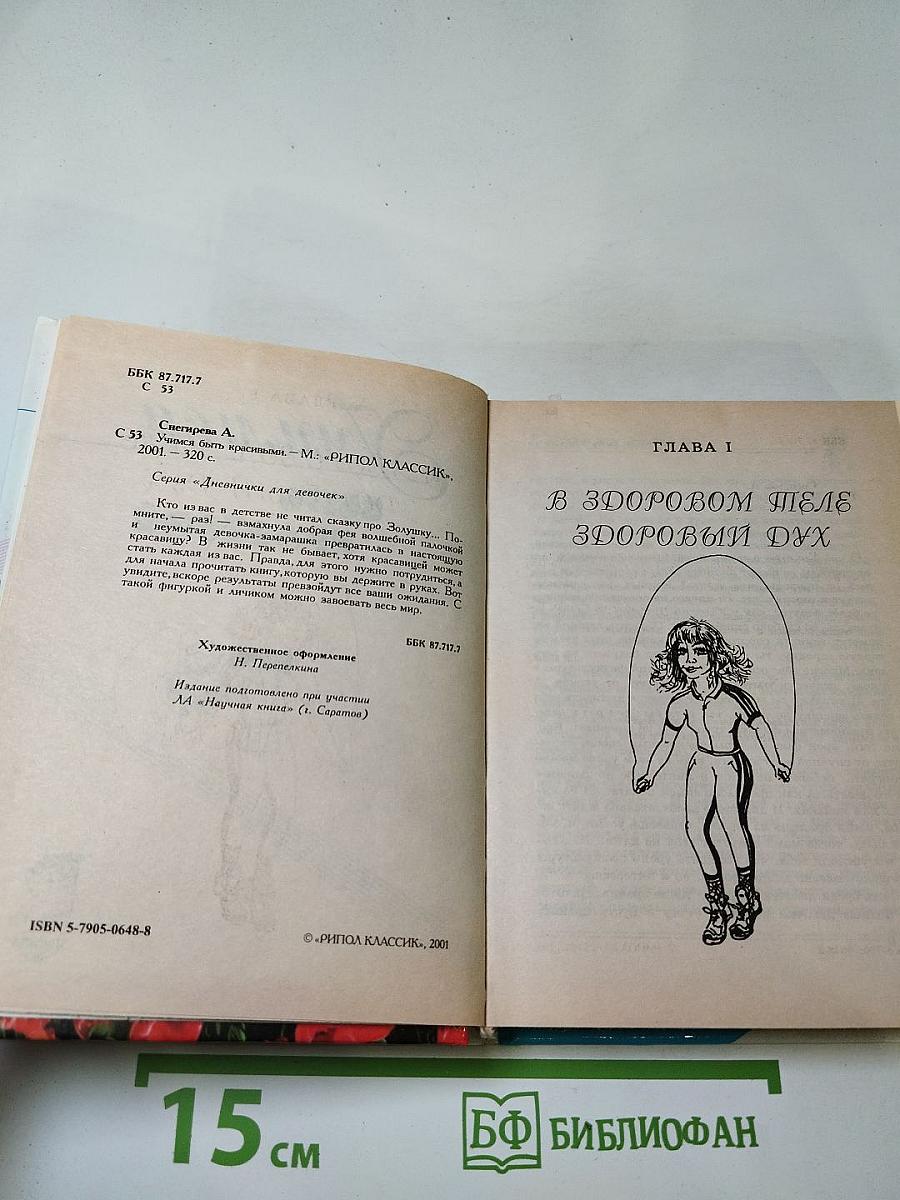 ББК 87.717.7
С 53
Снегирева А.
С 53 Учимся быть красивыми. — М.: «РИПОЛ КЛАССИК»,
2001. — 320 с.
Серия «Дневнички для девочек»
Кто из вас в детстве не читал сказку про Золушку... По-
мните, — раз! — взмахнула добрая фея волшебной палочкой
и неумытая девочка-замарашка превратилась в настоящую
красавицу? В жизни так не бывает, хотя красавицей может
стать каждая из вас. Правда, для этого нужно потрудиться, а
для начала прочитать книгу, которую вы держите в руках. Вот
увидите, вскоре результаты превзойдут все ваши ожидания. С
такой фигуркой и личиком можно завоевать весь мир.
ББК 87.717.7
Художественное оформление
Н. Перепелкина
Издание подготовлено при участии
ЛА «Научная книга» (г. Саратов)
ISBN 5-7905-0648-8
© «РИПОЛ КЛАССИК», 2001
ГЛАВА I
В ЗДОРОВОМ ТЕЛЕ
ЗДОРОВЫЙ ДУХ
15 см
БФ БИБЛИОФАН